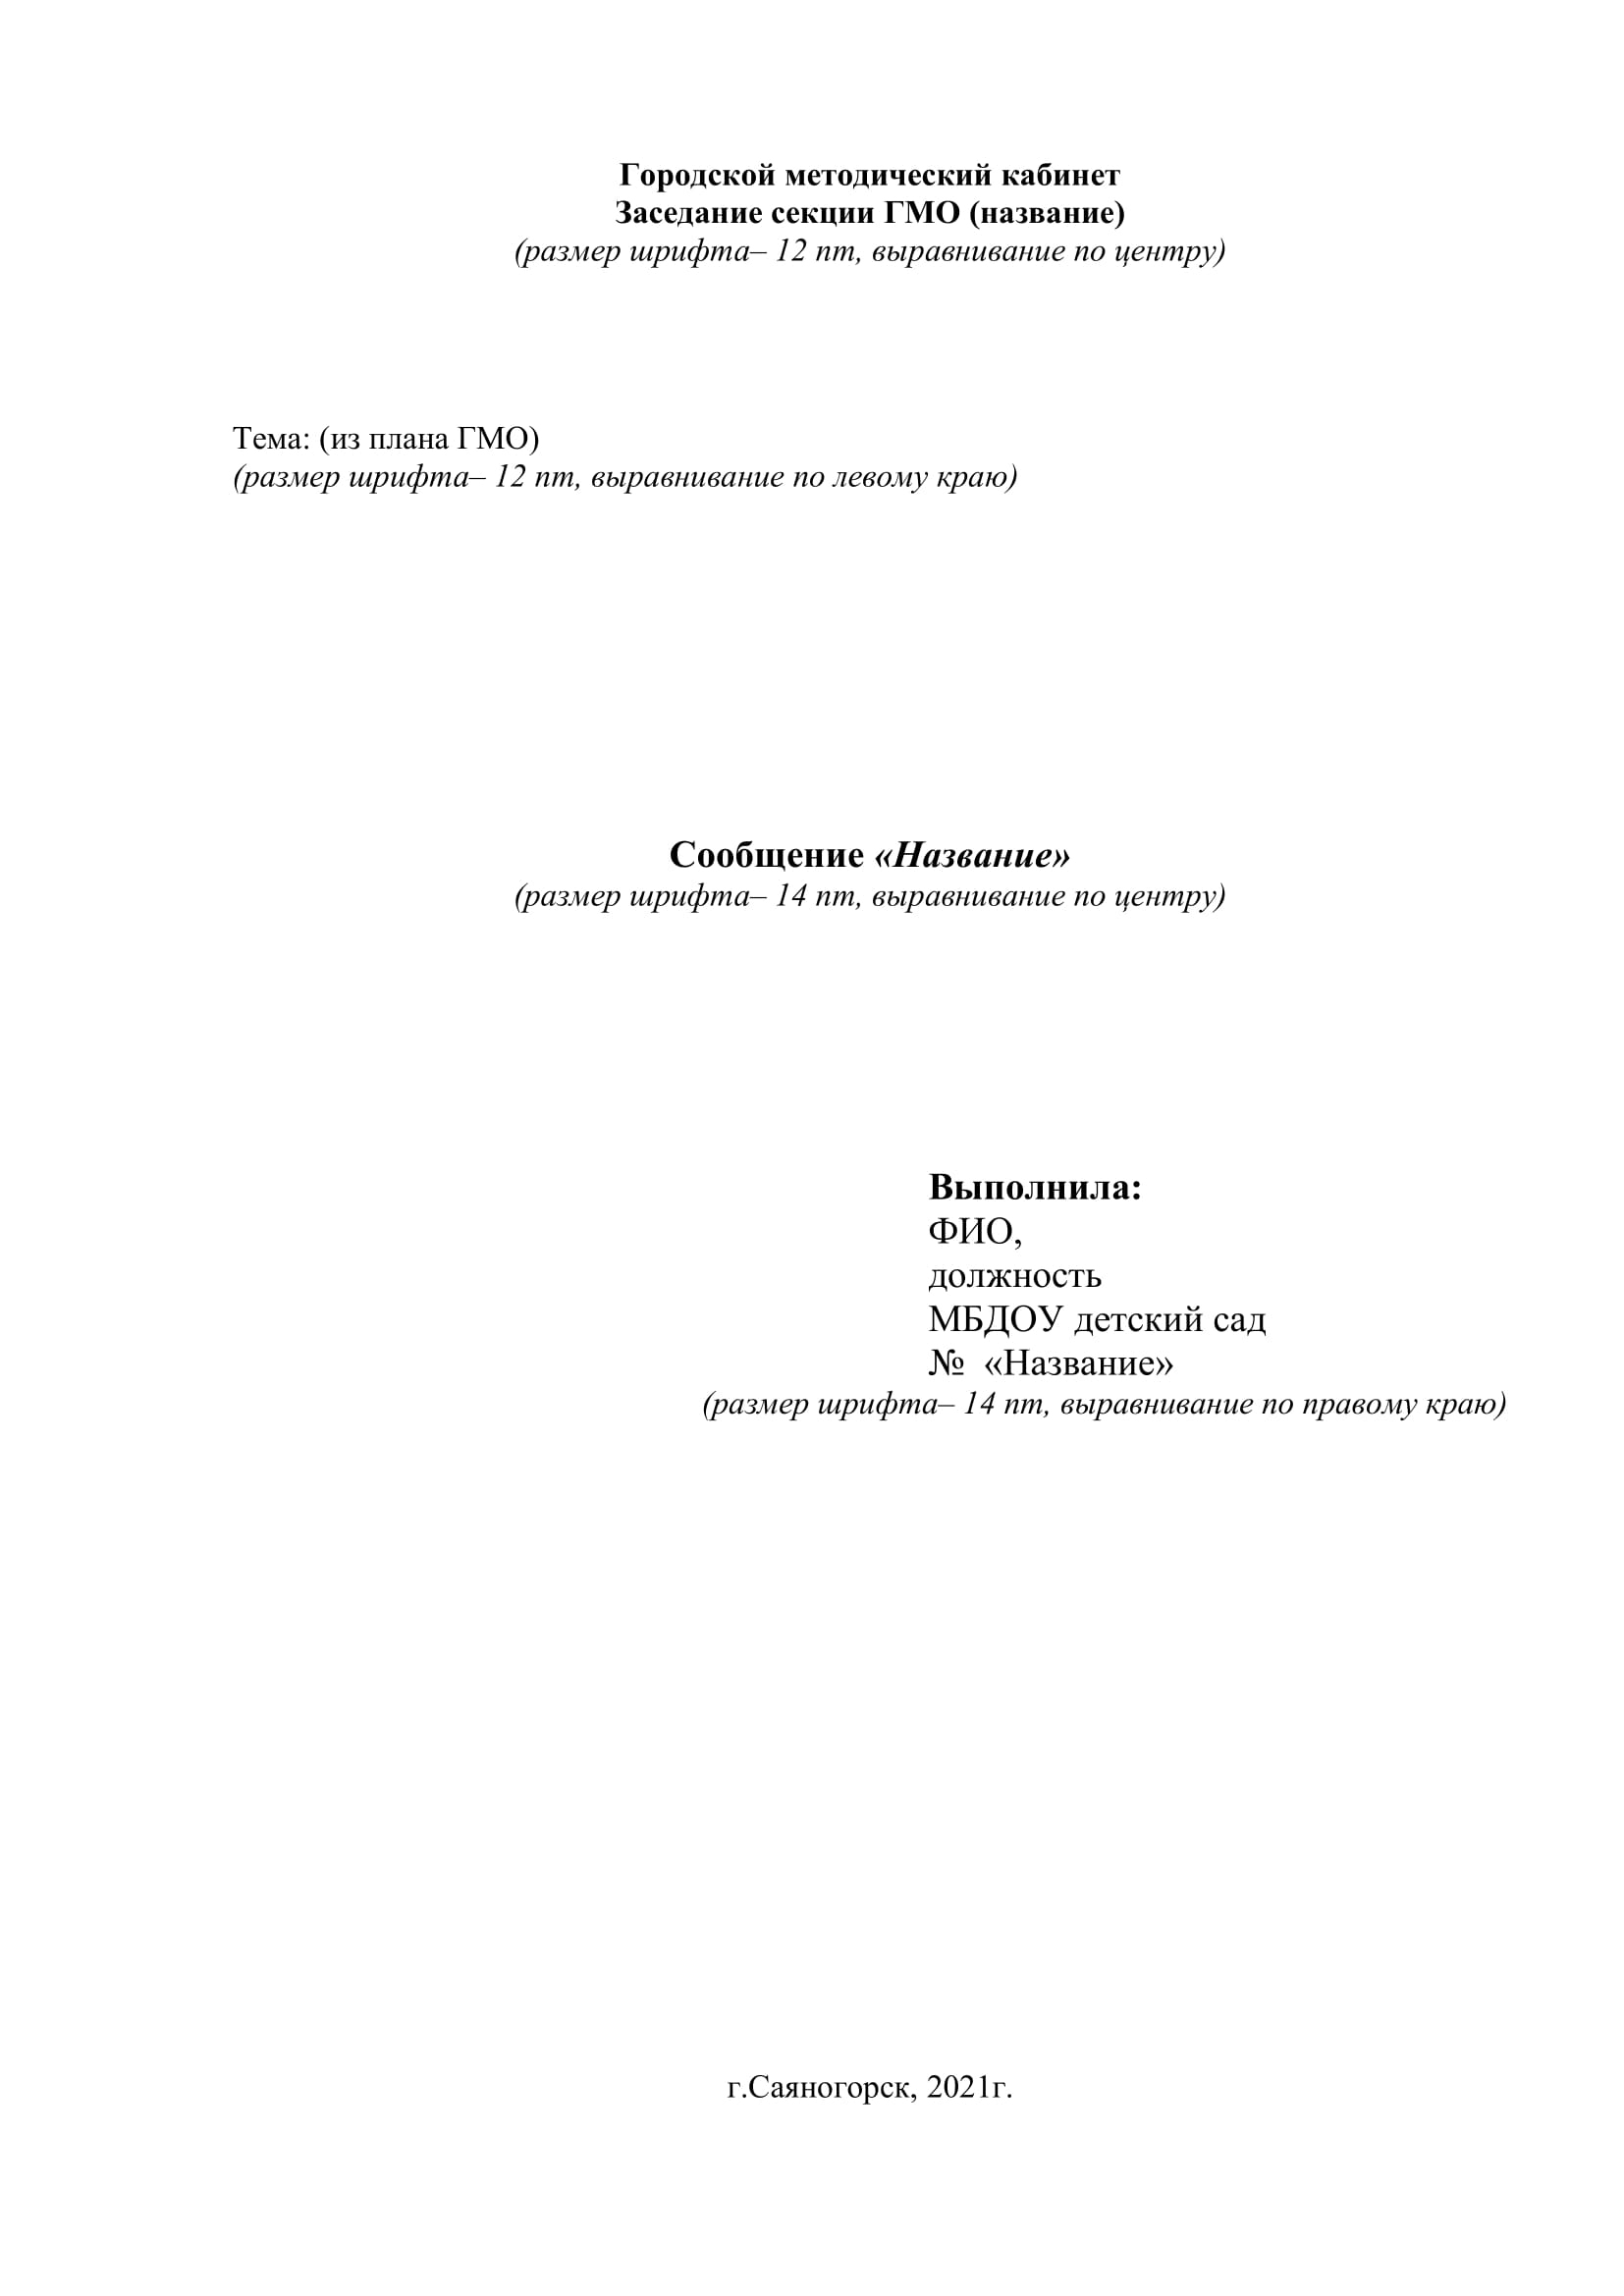 Городской методический кабинет
Заседание секции ГМО (название)
(размер шрифта– 12 пт, выравнивание по центру)
Тема: (из плана ГМО)
(размер шрифта– 12 пт, выравнивание по левому краю)
Сообщение «Название»
(размер шрифта– 14 пт, выравнивание по центру)
Выполнила:
ФИО,
должность
МБДОУ детский сад
№  «Название»
(размер шрифта– 14 пт, выравнивание по правому краю)
г.Саяногорск, 2021г.